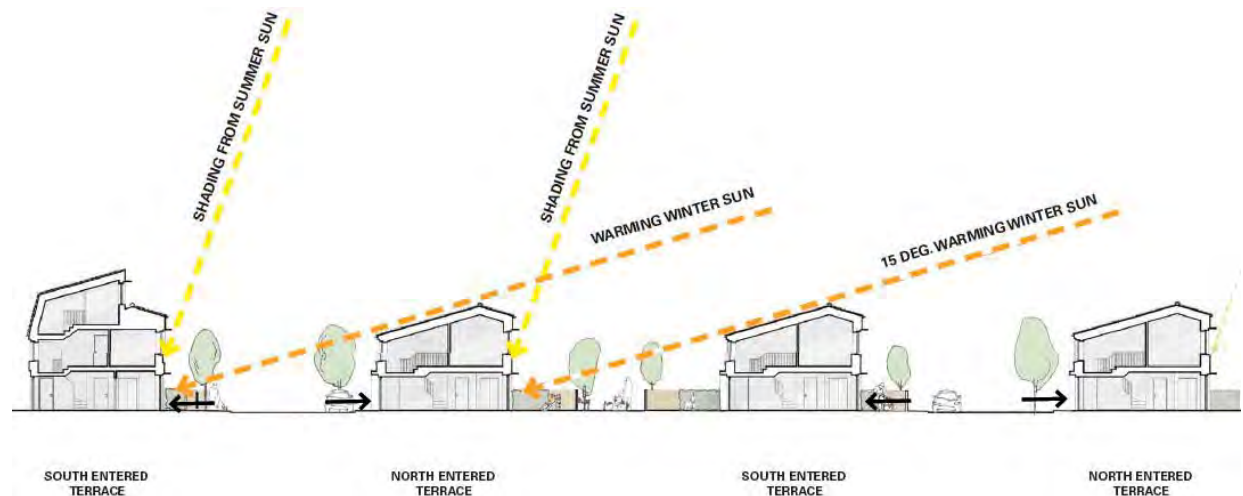 SHADING FROM SUMMER SUN
SHADING FROM SUMMER SUN
WARMING WINTER SUN
15 DEG. WARMING WINTER SUN
SOUTH ENTERED
TERRACE
NORTH ENTERED
TERRACE
SOUTH ENTERED
TERRACE
NORTH ENTERED
TERRACE